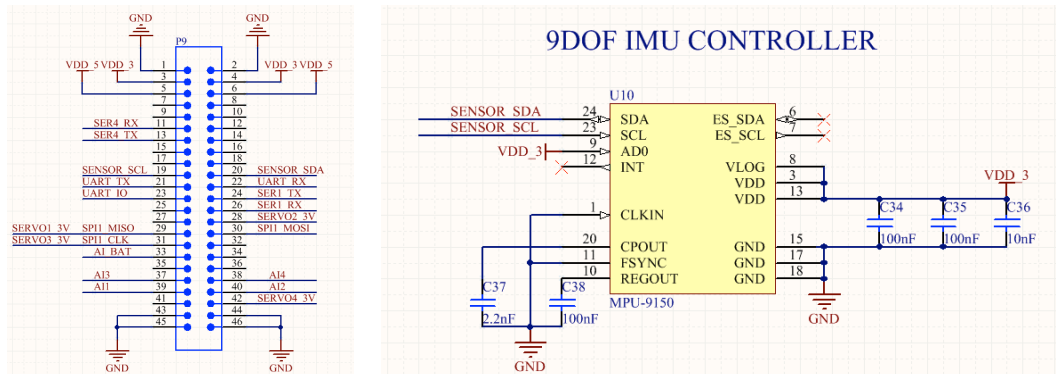 GND GND
P9
VDD_5 VDD_3 1 2 VDD_3 VDD_5
3 4
5 6
7 8
9 10
SER4_RX 11 12
SER4_TX 13 14
15 16
17 18
SENSOR_SCL 19 20 SENSOR_SDA
UART_TX 21 22 UART_RX
UART_IO 23 24 SER1_TX
25 26 SER1_RX
27 28 SERVO2_3V
SERVO1_3V SPI1_MISO 29 30 SPI1_MOSI
SERVO3_3V SPI1_CLK 31 32
AI_BAT 33 34
35 36
AI3 37 38 AI4
AI1 39 40 AI2
41 42 SERVO4_3V
43 44
45 46
GND GND
9DOF IMU CONTROLLER
U10
SENSOR_SDA 24 SDA ES_SDA 6
SENSOR_SCL 23 SCL ES_SCL 7
VDD_3 9 AD0
12 INT VLOG 8
VDD 3 VDD_3
VDD 13
1 CLKIN C34 C35 C36
20 CPOUT GND 15 100nF 100nF 10nF
11 FSYNC GND 17
10 REGOUT GND 18
C37 C38 MPU-9150
2.2nF 100nF GND
GND